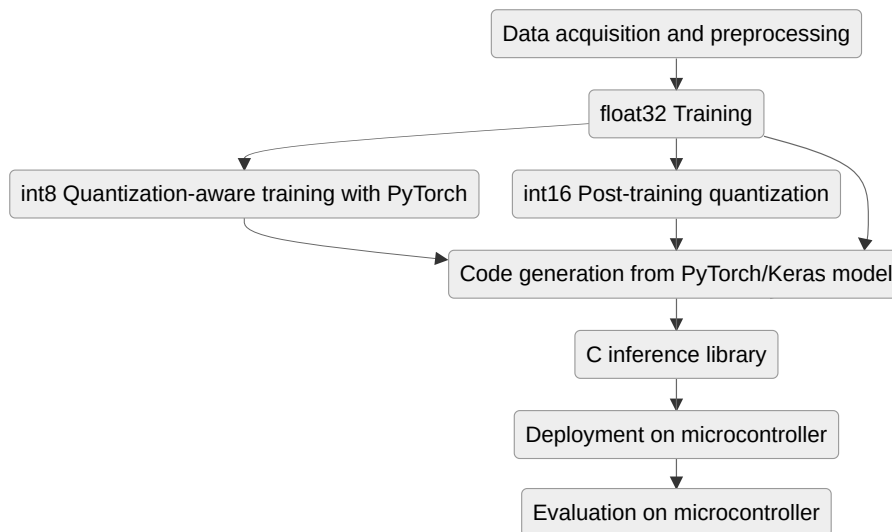 Data acquisition and preprocessing
float32 Training
int8 Quantization-aware training with PyTorch
int16 Post-training quantization
Code generation from PyTorch/Keras model
C inference library
Deployment on microcontroller
Evaluation on microcontroller